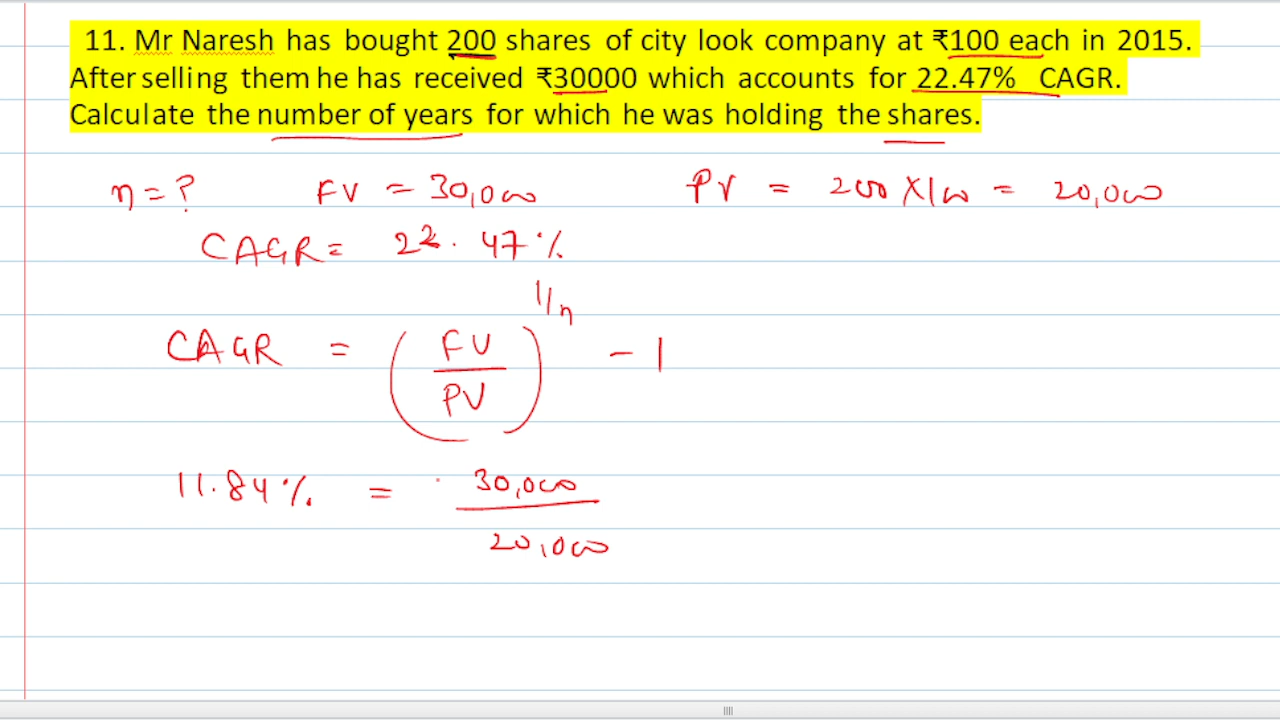 11. Mr Naresh has bought 200 shares of city look company at ₹100 each in 2015.
After selling them he has received ₹30000 which accounts for 22.47% CAGR.
Calculate the number of years for which he was holding the shares.
n = ? FV = 30,000 PV = 200 X 100 = 20,000
CAGR = 22.47%
1/n
CAGR = ( FV / PV ) - 1
11.84% = 30,000
20,000